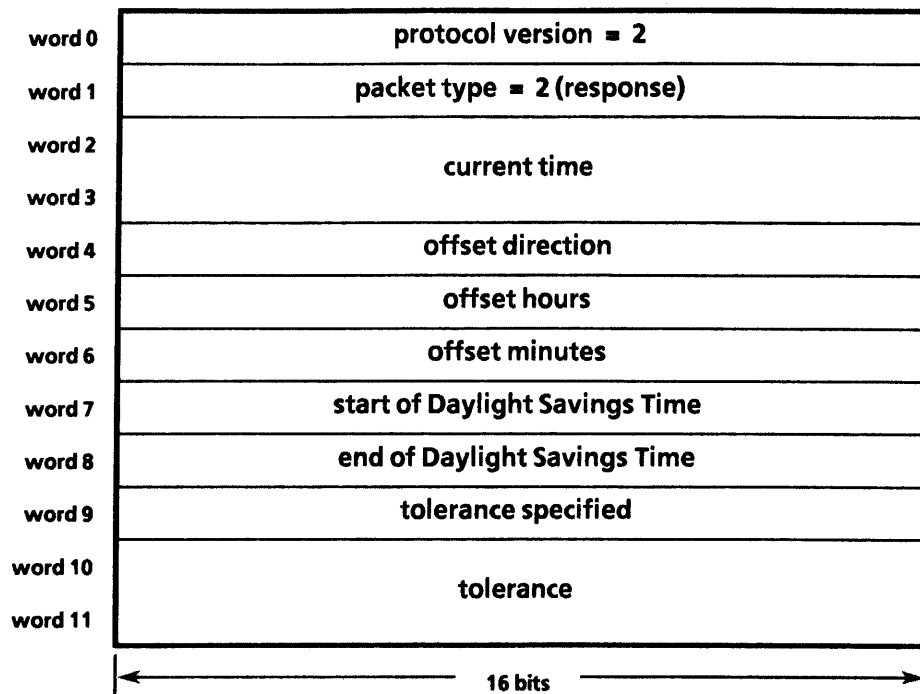 word 0 protocol version = 2
word 1 packet type = 2 (response)
word 2
current time
word 3
word 4 offset direction
word 5 offset hours
word 6 offset minutes
word 7 start of Daylight Savings Time
word 8 end of Daylight Savings Time
word 9 tolerance specified
word 10
tolerance
word 11
16 bits